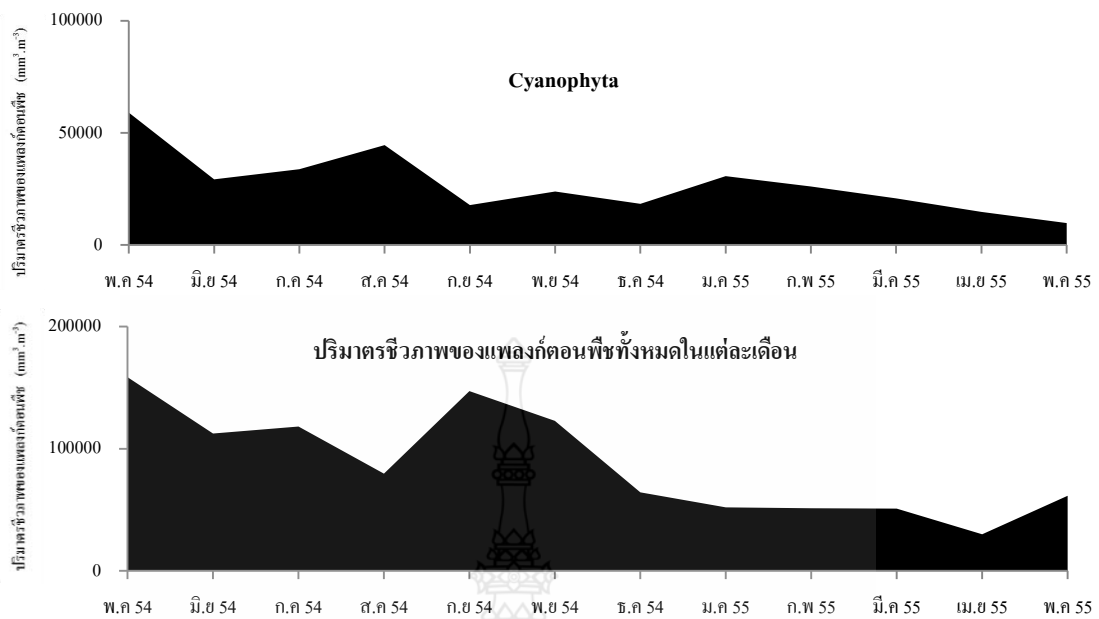 ปริมาตรชีวภาพของแพลงก์ตอนพืช (mm³.m⁻³)
100000
Cyanophyta
50000
0
พ.ค 54 มิ.ย 54 ก.ค 54 ส.ค 54 ก.ย 54 พ.ย 54 ธ.ค 54 ม.ค 55 ก.พ 55 มี.ค 55 เม.ย 55 พ.ค 55
ปริมาตรชีวภาพของแพลงก์ตอนพืช (mm³.m⁻³)
200000
ปริมาตรชีวภาพของแพลงก์ตอนพืชทั้งหมดในแต่ละเดือน
100000
0
พ.ค 54 มิ.ย 54 ก.ค 54 ส.ค 54 ก.ย 54 พ.ย 54 ธ.ค 54 ม.ค 55 ก.พ 55 มี.ค 55 เม.ย 55 พ.ค 55